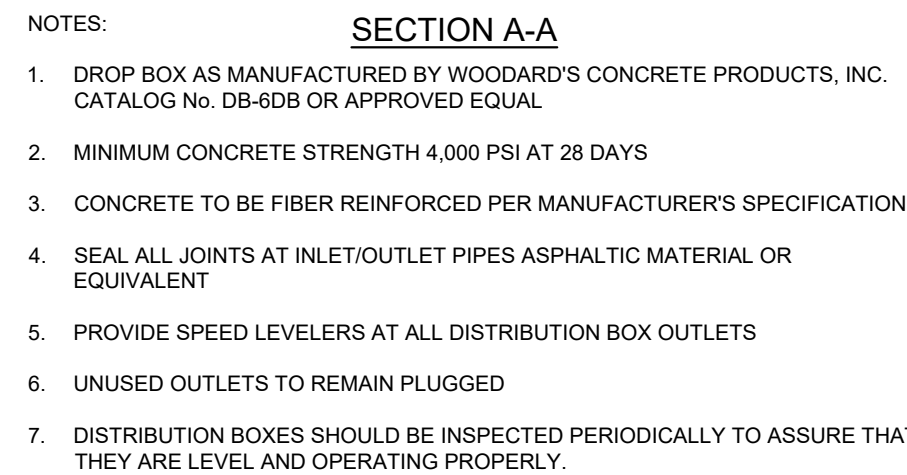 NOTES:
SECTION A-A
1. DROP BOX AS MANUFACTURED BY WOODARD'S CONCRETE PRODUCTS, INC.
CATALOG No. DB-6DB OR APPROVED EQUAL
2. MINIMUM CONCRETE STRENGTH 4,000 PSI AT 28 DAYS
3. CONCRETE TO BE FIBER REINFORCED PER MANUFACTURER'S SPECIFICATION
4. SEAL ALL JOINTS AT INLET/OUTLET PIPES ASPHALTIC MATERIAL OR
EQUIVALENT
5. PROVIDE SPEED LEVELERS AT ALL DISTRIBUTION BOX OUTLETS
6. UNUSED OUTLETS TO REMAIN PLUGGED
7. DISTRIBUTION BOXES SHOULD BE INSPECTED PERIODICALLY TO ASSURE THAT
THEY ARE LEVEL AND OPERATING PROPERLY.